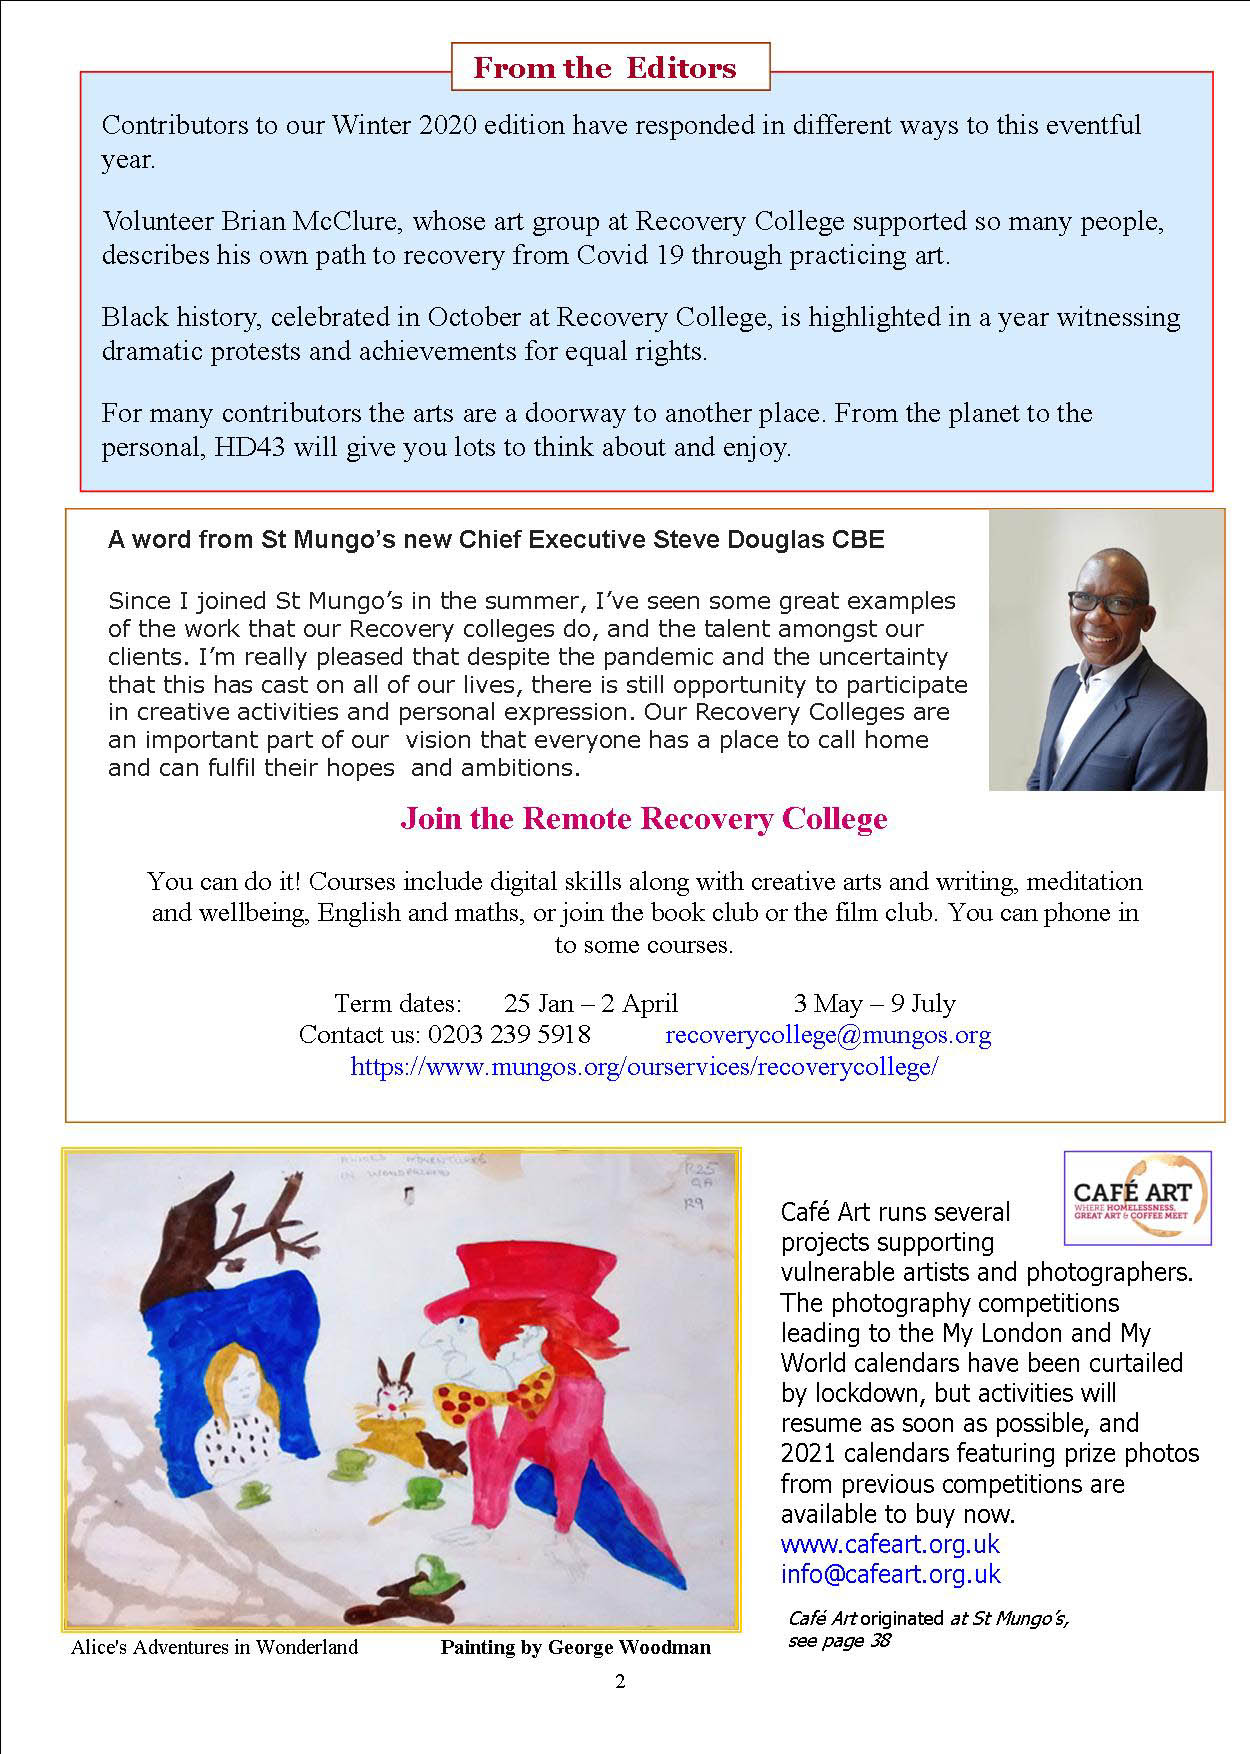 From the Editors
Contributors to our Winter 2020 edition have responded in different ways to this eventful
year.
Volunteer Brian McClure, whose art group at Recovery College supported so many people,
describes his own path to recovery from Covid 19 through practicing art.
Black history, celebrated in October at Recovery College, is highlighted in a year witnessing
dramatic protests and achievements for equal rights.
For many contributors the arts are a doorway to another place. From the planet to the
personal, HD43 will give you lots to think about and enjoy.
A word from St Mungo’s new Chief Executive Steve Douglas CBE
Since I joined St Mungo’s in the summer, I’ve seen some great examples
of the work that our Recovery colleges do, and the talent amongst our
clients. I’m really pleased that despite the pandemic and the uncertainty
that this has cast on all of our lives, there is still opportunity to participate
in creative activities and personal expression. Our Recovery Colleges are
an important part of our vision that everyone has a place to call home
and can fulfil their hopes and ambitions.
Join the Remote Recovery College
You can do it! Courses include digital skills along with creative arts and writing, meditation
and wellbeing, English and maths, or join the book club or the film club. You can phone in
to some courses.
Term dates: 25 Jan – 2 April 3 May – 9 July
Contact us: 0203 239 5918 recoverycollege@mungos.org
https://www.mungos.org/ourservices/recoverycollege/
ADVENTURES
IN WONDERLAND
R25
R9
Alice's Adventures in Wonderland Painting by George Woodman
CAFÉ ART
WHERE HOMELESSNESS,
GREAT ART & COFFEE MEET
Café Art runs several
projects supporting
vulnerable artists and photographers.
The photography competitions
leading to the My London and My
World calendars have been curtailed
by lockdown, but activities will
resume as soon as possible, and
2021 calendars featuring prize photos
from previous competitions are
available to buy now.
www.cafeart.org.uk
info@cafeart.org.uk
Café Art originated at St Mungo’s,
see page 38
2